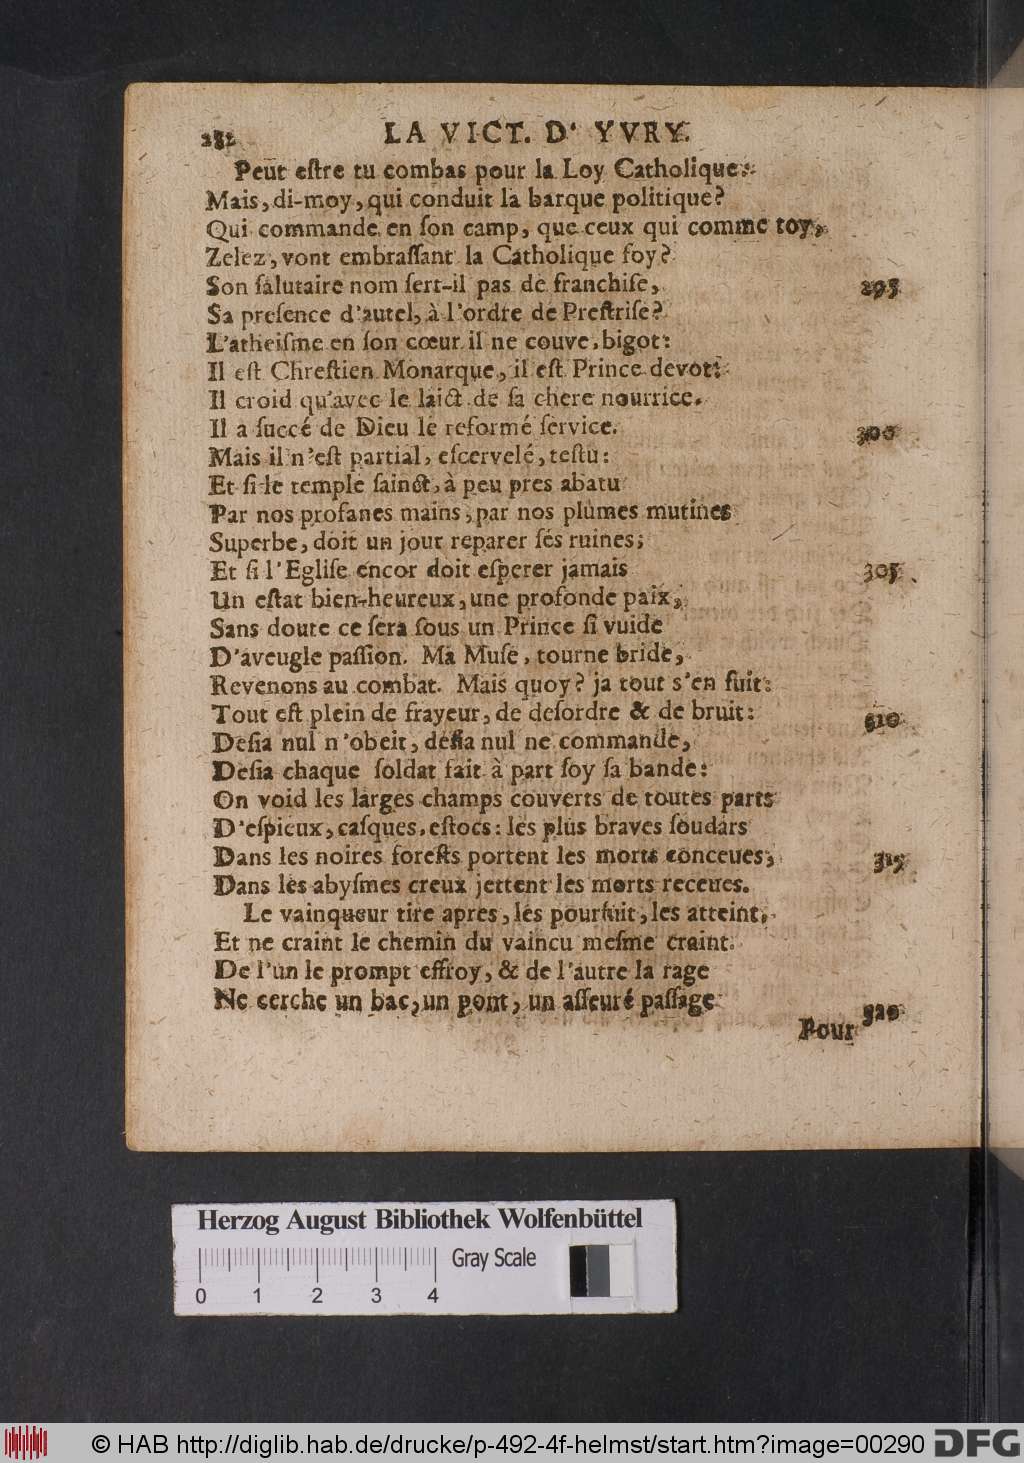 282 LA VICT. D' YVRY.
Peut eſtre tu combas pour la Loy Catholique:
Mais, di-moy, qui conduit la barque politique?
Qui commande en ſon camp, que ceux qui comme toy,
Zelez, vont embraſſant la Catholique foy?
Son ſalutaire nom ſert-il pas de franchiſe, 295
Sa preſence d'autel, à l'ordre de Preſtriſe?
L'atheiſme en ſon cœur il ne couve, bigot:
Il eſt Chreſtien Monarque, il eſt Prince devot:
Il croid qu'avec le laict de ſa chere nourrice.
Il a ſuccé de Dieu le reformé ſervice. 300
Mais il n'eſt partial, eſcervelé, teſtu:
Et ſi le temple ſainct, à peu pres abatu
Par nos profanes mains, par nos plumes mutines
Superbe, doit un jour reparer ſes ruines;
Et ſi l'Egliſe encor doit eſperer jamais 305
Un eſtat bien-heureux, une profonde paix,
Sans doute ce ſera ſous un Prince ſi vuide
D'aveugle paſſion. Ma Muſe, tourne bride,
Revenons au combat. Mais quoy? ja tout s'en fuit:
Tout eſt plein de frayeur, de deſordre & de bruit: 310
Deſia nul n'obeit, deſia nul ne commande,
Deſia chaque ſoldat fait à part ſoy ſa bande:
On void les larges champs couverts de toutes parts
D'eſpieux, caſques, eſtocs: les plus braves ſoudars
Dans les noires foreſts portent les morts conceues, 315
Dans les abyſmes creux jettent les morts receues.
Le vainqueur tire apres, les pourſuit, les atteint,
Et ne craint le chemin du vaincu meſme craint.
De l'un le prompt effroy, & de l'autre la rage
Ne cerche un bac, un pont, un aſſeuré paſſage 320
Pour
Herzog August Bibliothek Wolfenbüttel
Gray Scale
0 1 2 3 4
© HAB http://diglib.hab.de/drucke/p-492-4f-helmst/start.htm?image=00290 DFG